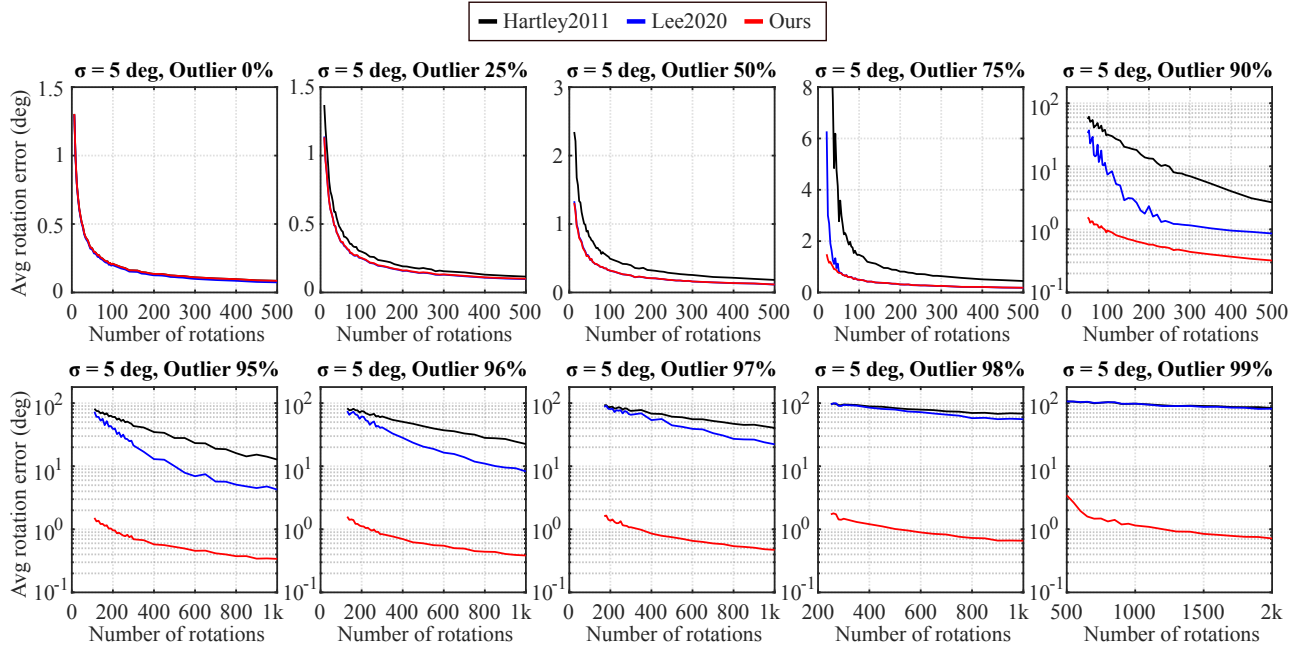 Hartley2011 Lee2020 Ours
σ = 5 deg, Outlier 0% σ = 5 deg, Outlier 25% σ = 5 deg, Outlier 50% σ = 5 deg, Outlier 75% σ = 5 deg, Outlier 90%
Avg rotation error (deg)
1.5
1
0.5
0
0 100 200 300 400 500
Number of rotations
1.5
1
0.5
0
0 100 200 300 400 500
Number of rotations
3
2
1
0
0 100 200 300 400 500
Number of rotations
8
6
4
2
0
0 100 200 300 400 500
Number of rotations
10^2
10^1
10^0
10^-1
0 100 200 300 400 500
Number of rotations
σ = 5 deg, Outlier 95% σ = 5 deg, Outlier 96% σ = 5 deg, Outlier 97% σ = 5 deg, Outlier 98% σ = 5 deg, Outlier 99%
Avg rotation error (deg)
10^2
10^1
10^0
10^-1
0 200 400 600 800 1k
Number of rotations
10^2
10^1
10^0
10^-1
0 200 400 600 800 1k
Number of rotations
10^2
10^1
10^0
10^-1
0 200 400 600 800 1k
Number of rotations
10^2
10^1
10^0
10^-1
200 400 600 800 1k
Number of rotations
10^2
10^1
10^0
10^-1
500 1000 1500 2k
Number of rotations